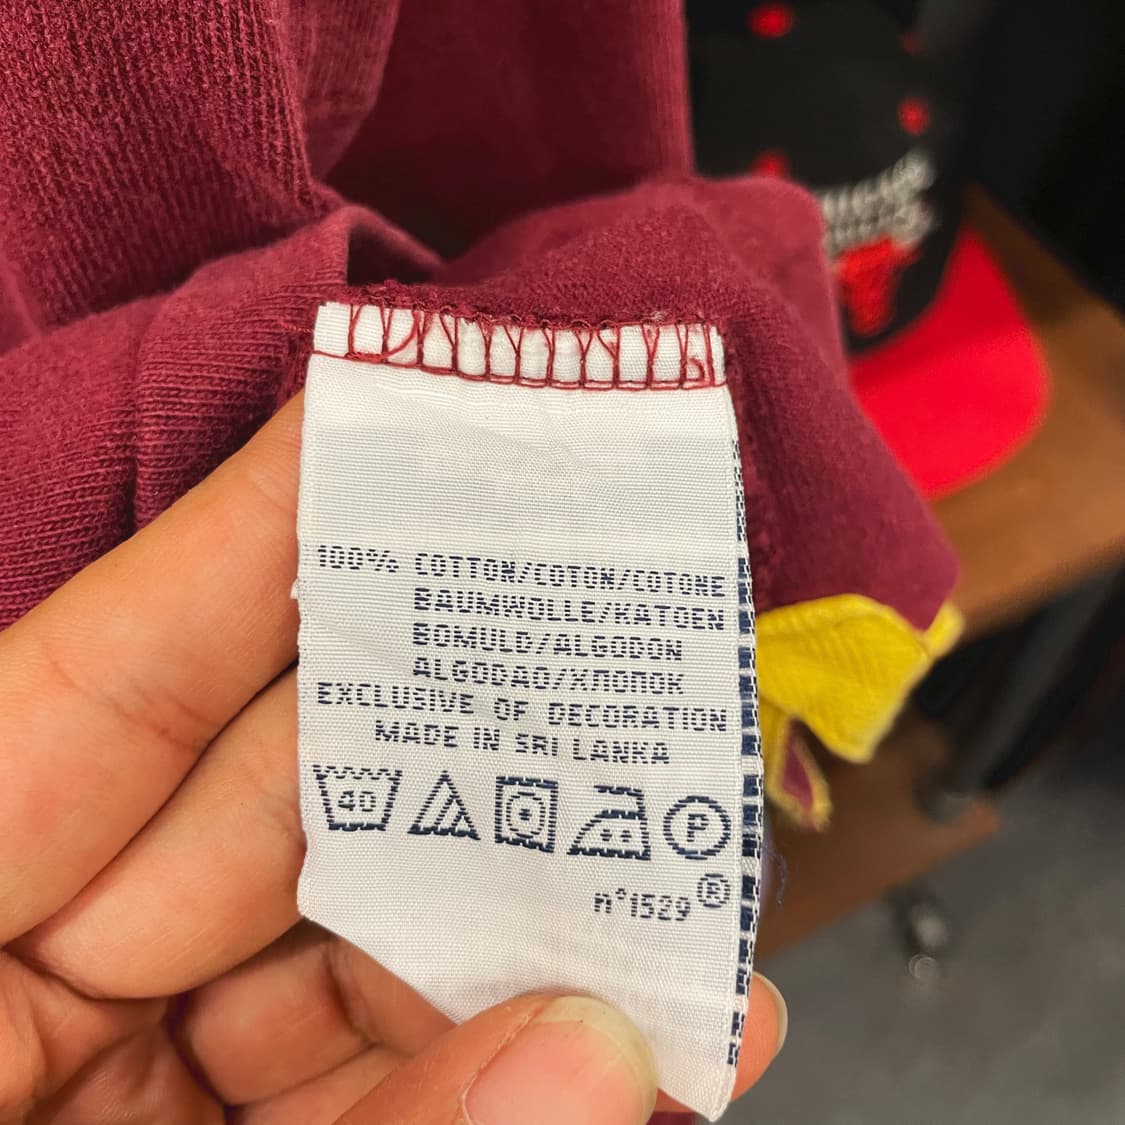 100% COTTON/COTON/COTONE
BAUMWOLLE/KATOEN
BOMULD/ALGODON
ALGODAO/ХЛОПОК
EXCLUSIVE OF DECORATION
MADE IN SRI LANKA
40
P
n°1529®